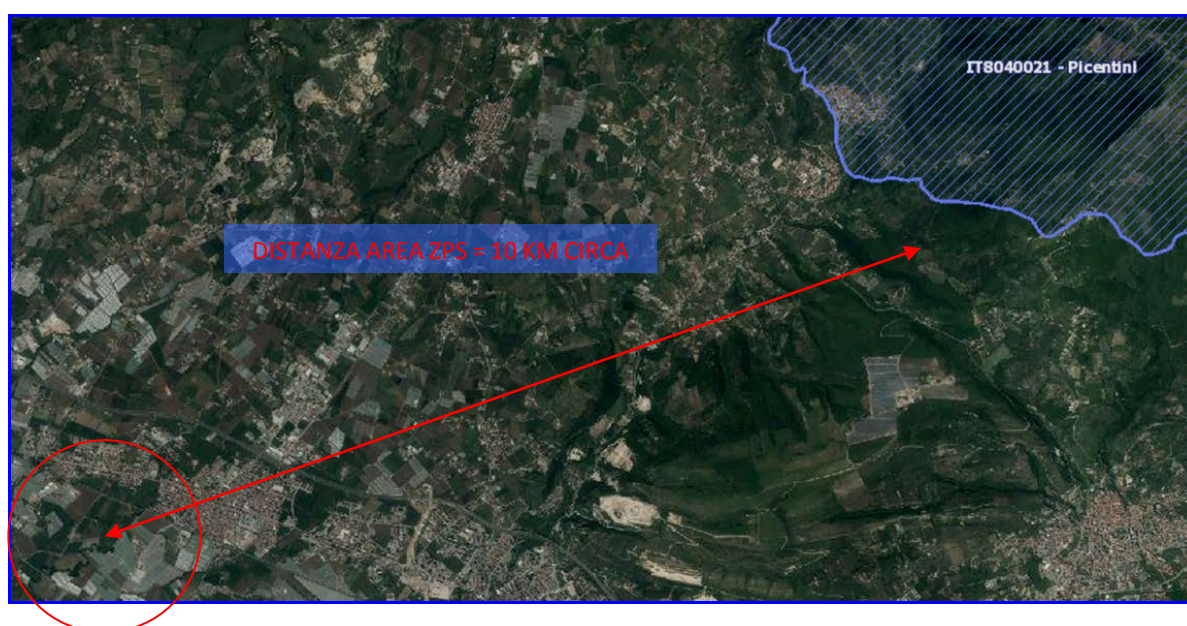 IT8040021 - Picentini
DISTANZA AREA ZPS = 10 KM CIRCA